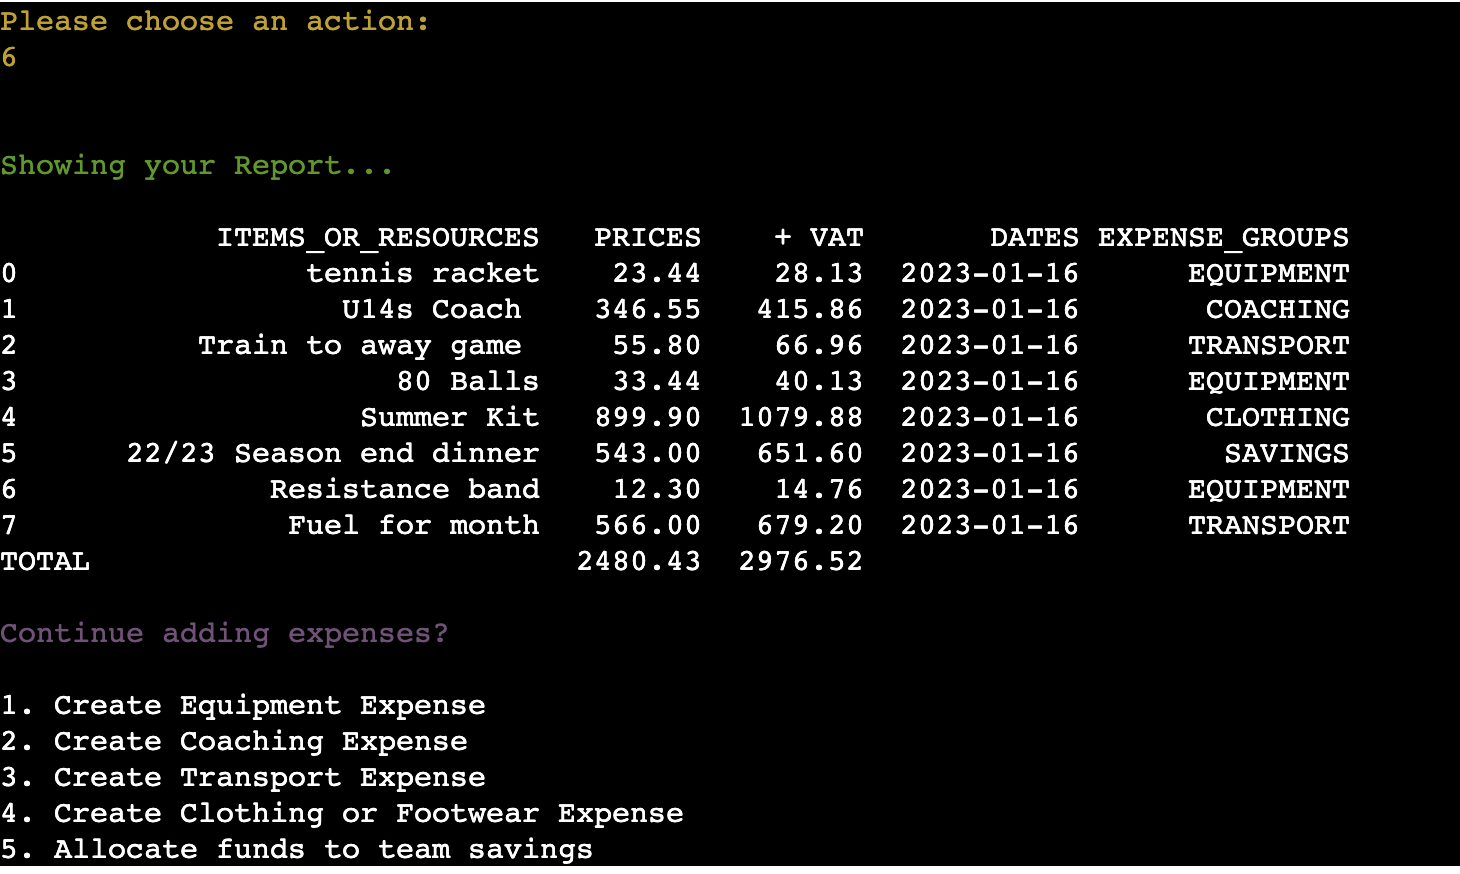 Please choose an action:
6
Showing your Report...
ITEMS_OR_RESOURCES PRICES + VAT DATES EXPENSE_GROUPS
0 tennis racket 23.44 28.13 2023-01-16 EQUIPMENT
1 U14s Coach 346.55 415.86 2023-01-16 COACHING
2 Train to away game 55.80 66.96 2023-01-16 TRANSPORT
3 80 Balls 33.44 40.13 2023-01-16 EQUIPMENT
4 Summer Kit 899.90 1079.88 2023-01-16 CLOTHING
5 22/23 Season end dinner 543.00 651.60 2023-01-16 SAVINGS
6 Resistance band 12.30 14.76 2023-01-16 EQUIPMENT
7 Fuel for month 566.00 679.20 2023-01-16 TRANSPORT
TOTAL 2480.43 2976.52
Continue adding expenses?
1. Create Equipment Expense
2. Create Coaching Expense
3. Create Transport Expense
4. Create Clothing or Footwear Expense
5. Allocate funds to team savings